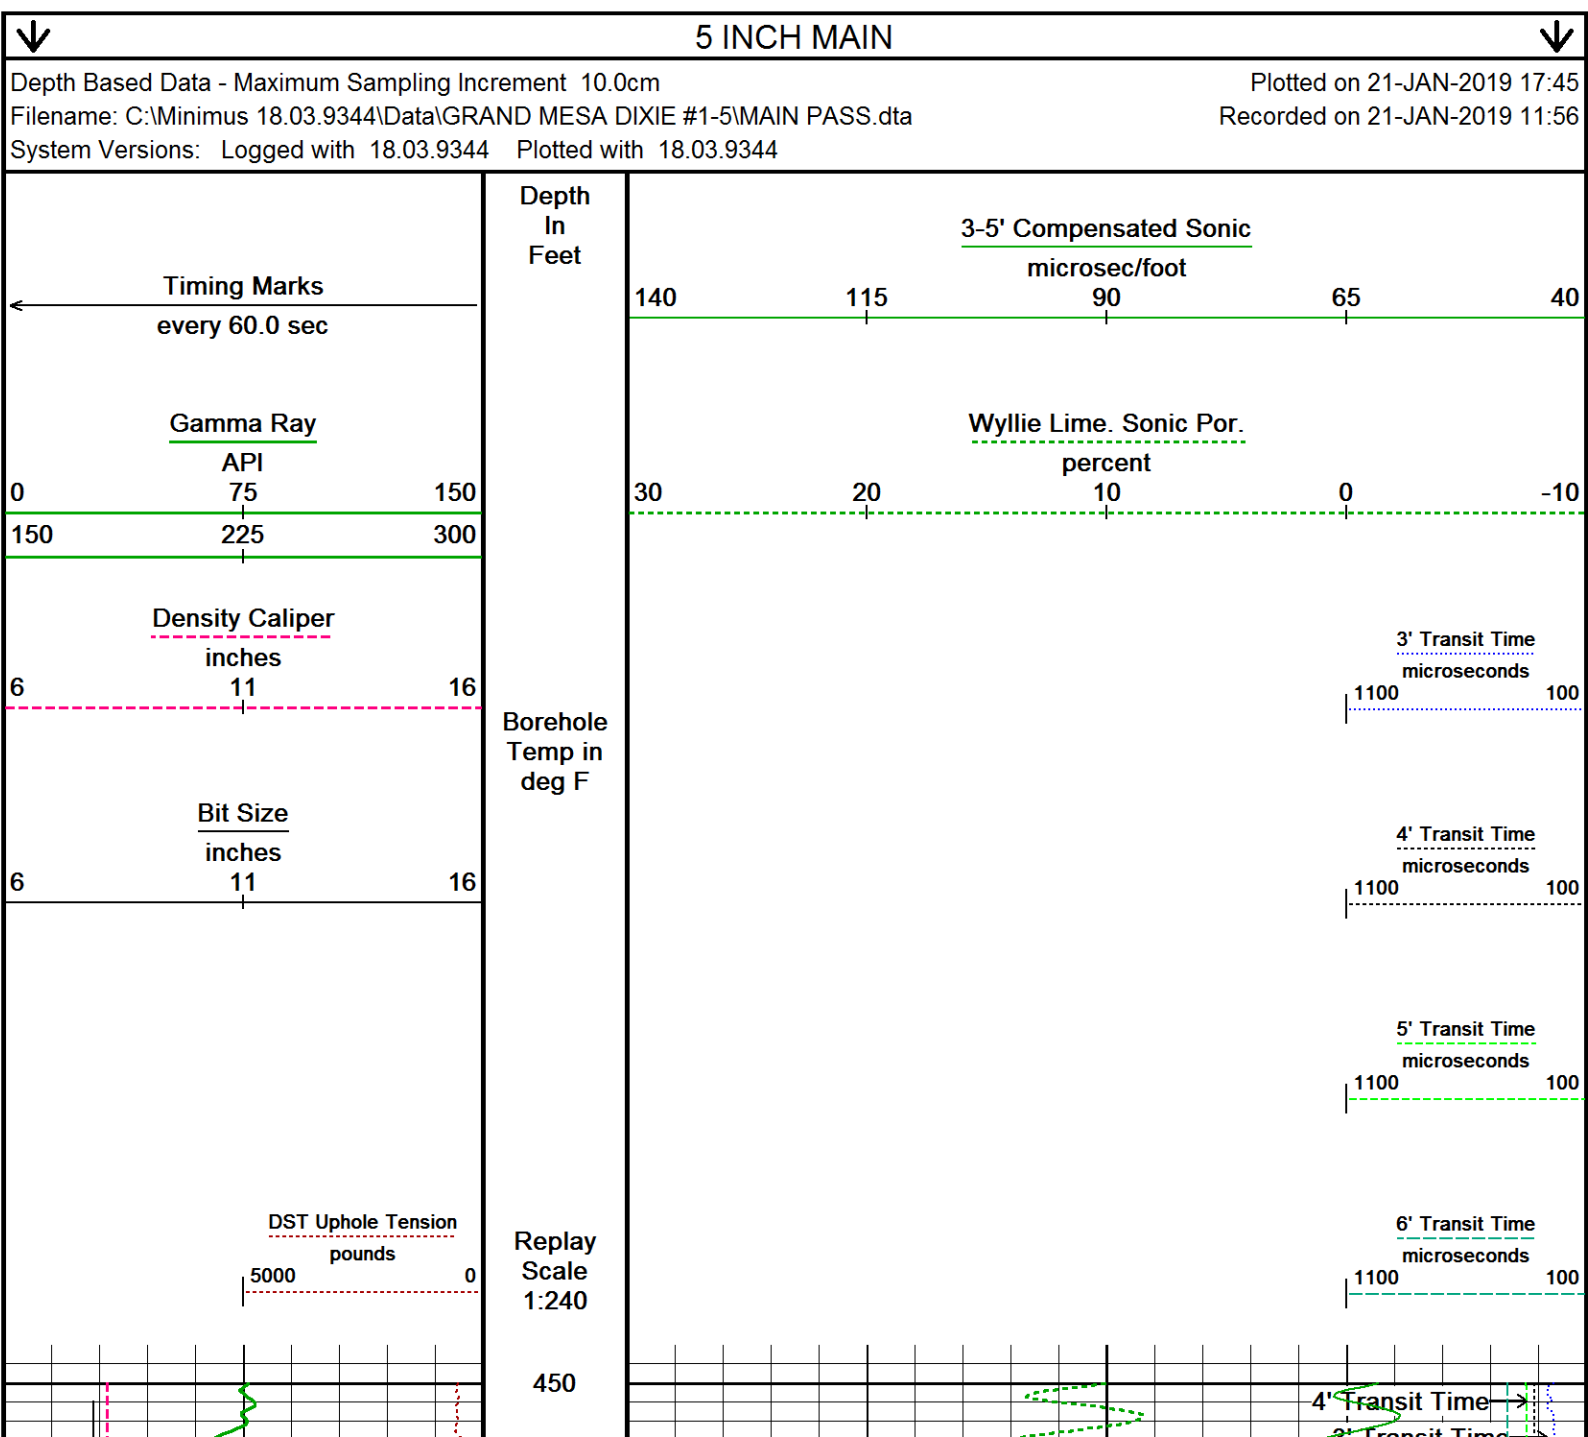 5 INCH MAIN
Depth Based Data - Maximum Sampling Increment 10.0cm
Plotted on 21-JAN-2019 17:45
Filename: C:\Minimus 18.03.9344\Data\GRAND MESA DIXIE #1-5\MAIN PASS.dta
Recorded on 21-JAN-2019 11:56
System Versions: Logged with 18.03.9344 Plotted with 18.03.9344
Timing Marks
every 60.0 sec
Gamma Ray
API
0 75 150
150 225 300
Density Caliper
inches
6 11 16
Bit Size
inches
6 11 16
DST Uphole Tension
pounds
5000 0
Depth
In
Feet
Borehole
Temp in
deg F
Replay
Scale
1:240
450
3-5' Compensated Sonic
microsec/foot
140 115 90 65 40
Wyllie Lime. Sonic Por.
percent
30 20 10 0 -10
3' Transit Time
microseconds
1100 100
4' Transit Time
microseconds
1100 100
5' Transit Time
microseconds
1100 100
6' Transit Time
microseconds
1100 100
4' Transit Time
3' Transit Time